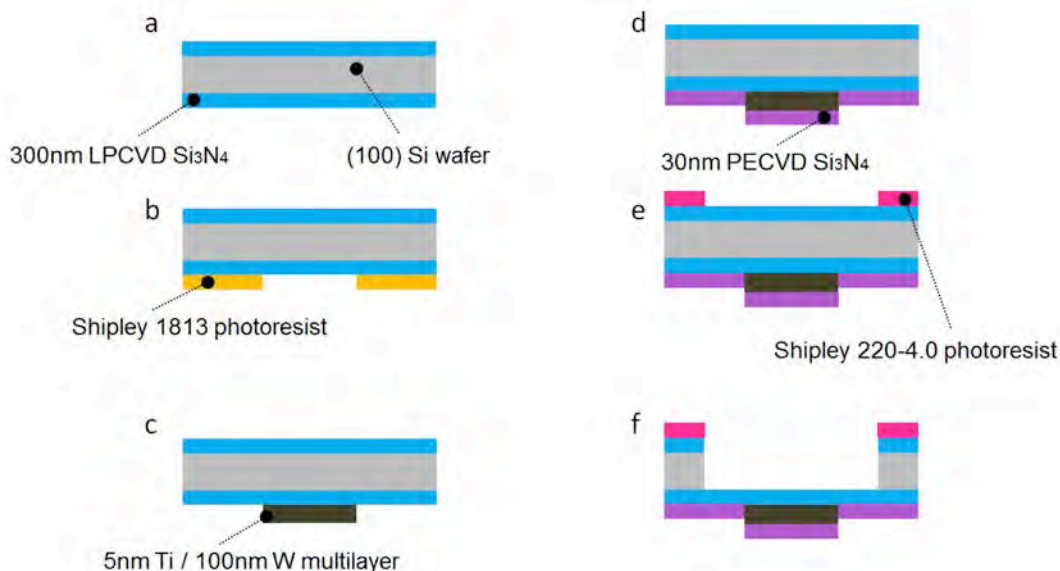 a
300nm LPCVD Si₃N₄
(100) Si wafer
b
Shipley 1813 photoresist
c
5nm Ti / 100nm W multilayer
d
30nm PECVD Si₃N₄
e
Shipley 220-4.0 photoresist
f